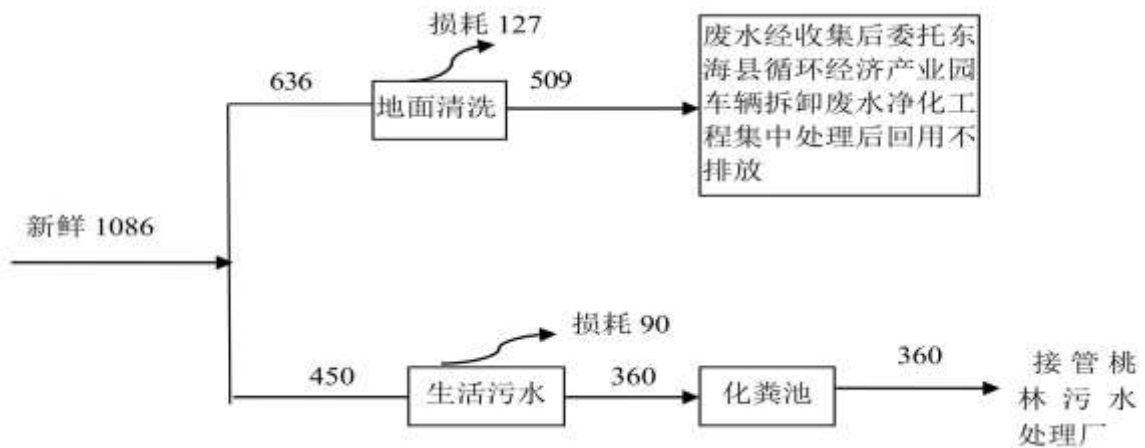 损耗 127
636
地面清洗
509
废水经收集后委托东
海县循环经济产业园
车辆拆卸废水净化工
程集中处理后回用不
排放
新鲜 1086
损耗 90
450
生活污水
360
化粪池
360
接管桃
林污水
处理厂